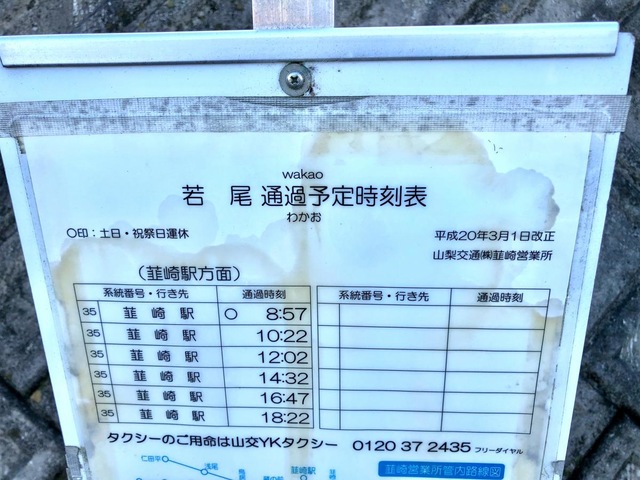 wakao
若 尾 通過予定時刻表
わかお
〇印：土日・祝祭日運休
平成20年3月1日改正
山梨交通㈱韮崎営業所
（韮崎駅方面）
系統番号・行き先 通過時刻 系統番号・行き先 通過時刻
35 韮崎駅 〇 8:57
35 韮崎駅 10:22
35 韮崎駅 12:02
35 韮崎駅 14:32
35 韮崎駅 16:47
35 韮崎駅 18:22
タクシーのご用命は山交YKタクシー 0120 37 2435 フリーダイヤル
仁田平
浅尾
韮崎駅
韮崎営業所管内路線図